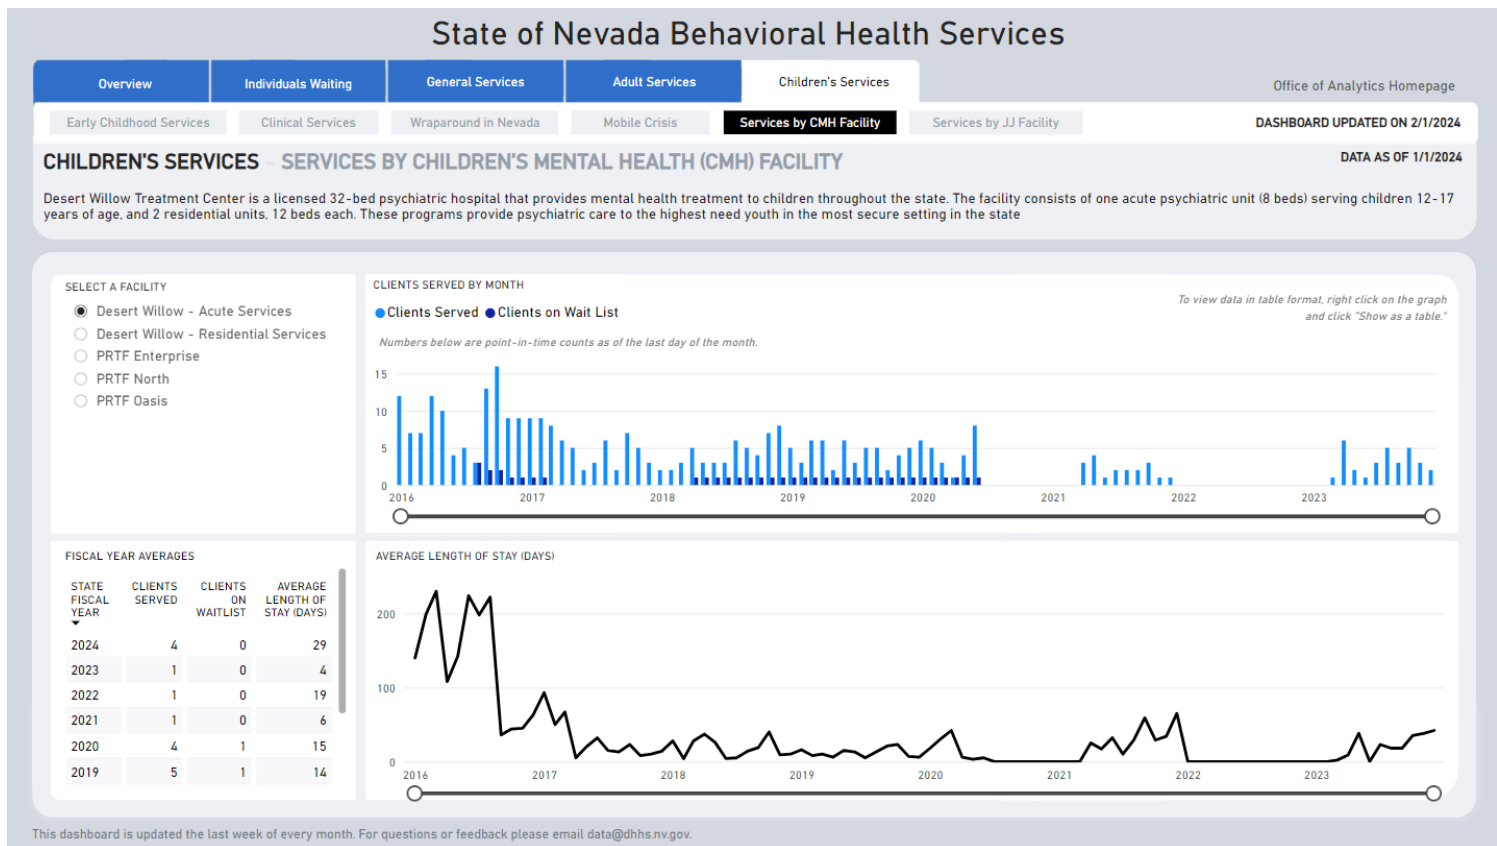 State of Nevada Behavioral Health Services
Overview
Individuals Waiting
General Services
Adult Services
Children's Services
Office of Analytics Homepage
Early Childhood Services
Clinical Services
Wraparound in Nevada
Mobile Crisis
Services by CMH Facility
Services by JJ Facility
DASHBOARD UPDATED ON 2/1/2024
CHILDREN'S SERVICES - SERVICES BY CHILDREN'S MENTAL HEALTH (CMH) FACILITY
DATA AS OF 1/1/2024
Desert Willow Treatment Center is a licensed 32-bed psychiatric hospital that provides mental health treatment to children throughout the state. The facility consists of one acute psychiatric unit (8 beds) serving children 12-17
years of age, and 2 residential units, 12 beds each. These programs provide psychiatric care to the highest need youth in the most secure setting in the state
SELECT A FACILITY
Desert Willow - Acute Services
Desert Willow - Residential Services
PRTF Enterprise
PRTF North
PRTF Oasis
CLIENTS SERVED BY MONTH
Clients Served
Clients on Wait List
To view data in table format, right click on the graph
and click "Show as a table."
Numbers below are point-in-time counts as of the last day of the month.
15
10
5
0
2016 2017 2018 2019 2020 2021 2022 2023
FISCAL YEAR AVERAGES
STATE FISCAL YEAR
CLIENTS SERVED
CLIENTS ON WAITLIST
AVERAGE LENGTH OF STAY (DAYS)
2024 4 0 29
2023 1 0 4
2022 1 0 19
2021 1 0 6
2020 4 1 15
2019 5 1 14
AVERAGE LENGTH OF STAY (DAYS)
200
100
0
2016 2017 2018 2019 2020 2021 2022 2023
This dashboard is updated the last week of every month. For questions or feedback please email data@dhhs.nv.gov.